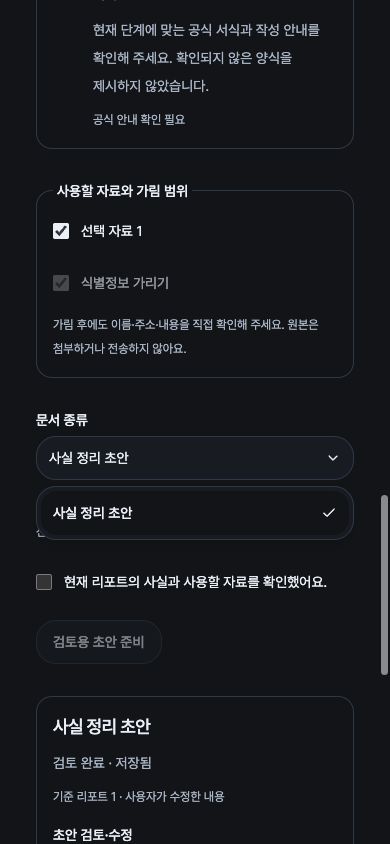 현재 단계에 맞는 공식 서식과 작성 안내를
확인해 주세요. 확인되지 않은 양식을
제시하지 않았습니다.
공식 안내 확인 필요
사용할 자료와 가림 범위
선택 자료 1
식별정보 가리기
가림 후에도 이름·주소·내용을 직접 확인해 주세요. 원본은
첨부하거나 전송하지 않아요.
문서 종류
사실 정리 초안
사실 정리 초안
현재 리포트의 사실과 사용할 자료를 확인했어요.
검토용 초안 준비
사실 정리 초안
검토 완료 · 저장됨
기준 리포트 1 · 사용자가 수정한 내용
초안 검토·수정